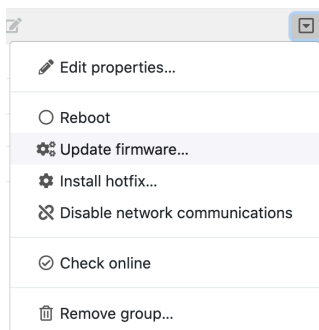 Edit properties...
Reboot
Update firmware...
Install hotfix...
Disable network communications
Check online
Remove group...